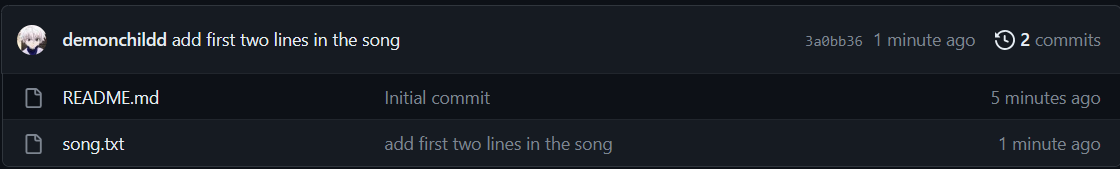 demonchildd add first two lines in the song 3a0bb36 1 minute ago 2 commits
README.md Initial commit 5 minutes ago
song.txt add first two lines in the song 1 minute ago